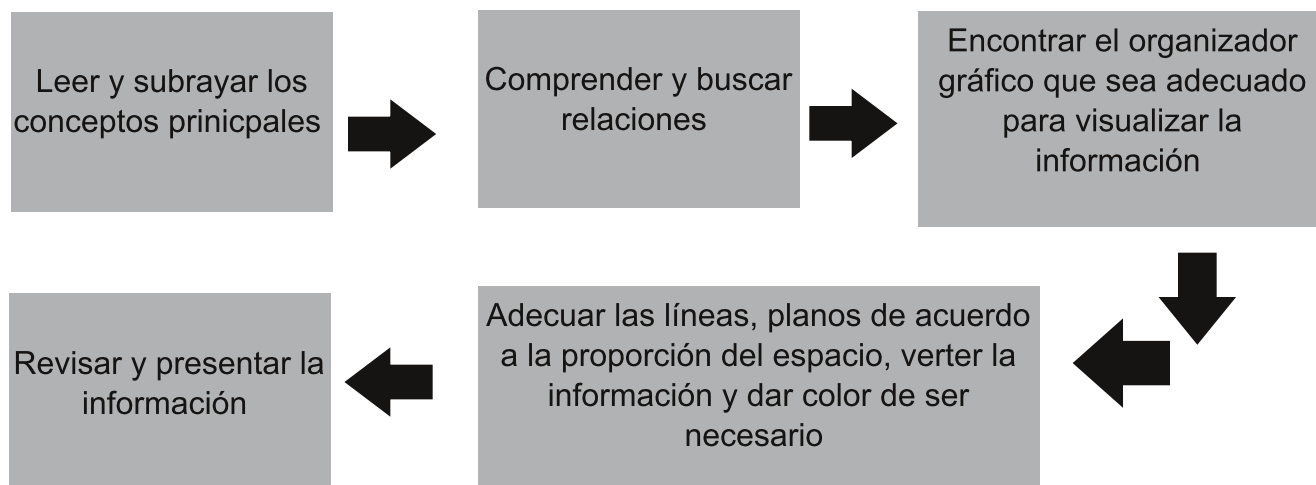 Leer y subrayar los
conceptos prinicpales
Comprender y buscar
relaciones
Encontrar el organizador
gráfico que sea adecuado
para visualizar la
información
Adecuar las líneas, planos de acuerdo
a la proporción del espacio, verter la
información y dar color de ser
necesario
Revisar y presentar la
información